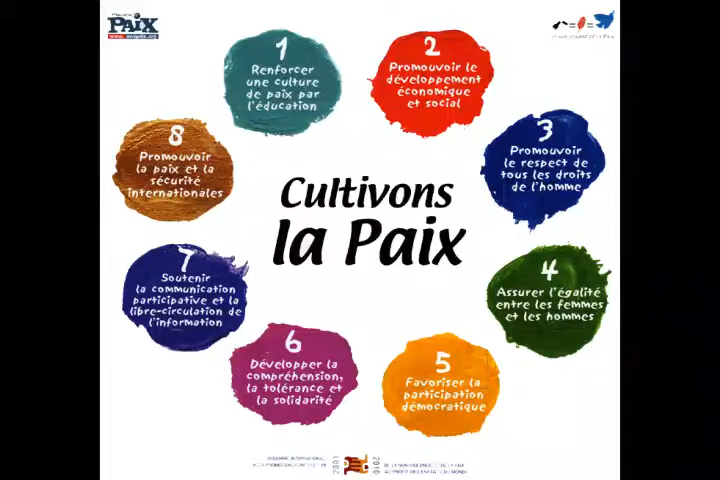 PAIX
1
Renforcer
une culture
de paix par
l'éducation
2
Promouvoir le
développement
économique
et social
3
Promouvoir
le respect de
tous les droits
de l'homme
4
Assurer l'égalité
entre les femmes
et les hommes
5
Favoriser la
participation
démocratique
6
Développer la
compréhension,
la tolérance et
la solidarité
7
Soutenir
la communication
participative et la
libre-circulation de
l'information
8
Promouvoir
la paix et la
sécurité
internationales
Cultivons
la Paix
2001
2010